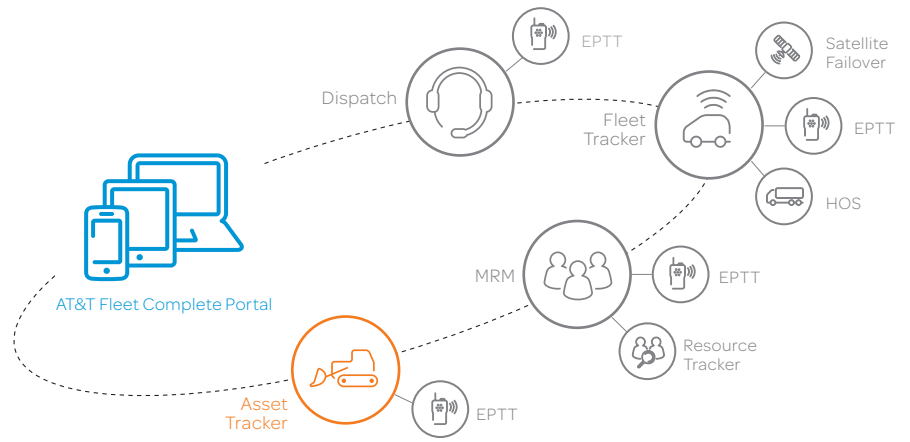 EPTT
Dispatch
Satellite
Failover
Fleet
Tracker
EPTT
HOS
MRM
EPTT
AT&T Fleet Complete Portal
Resource
Tracker
Asset
Tracker
EPTT